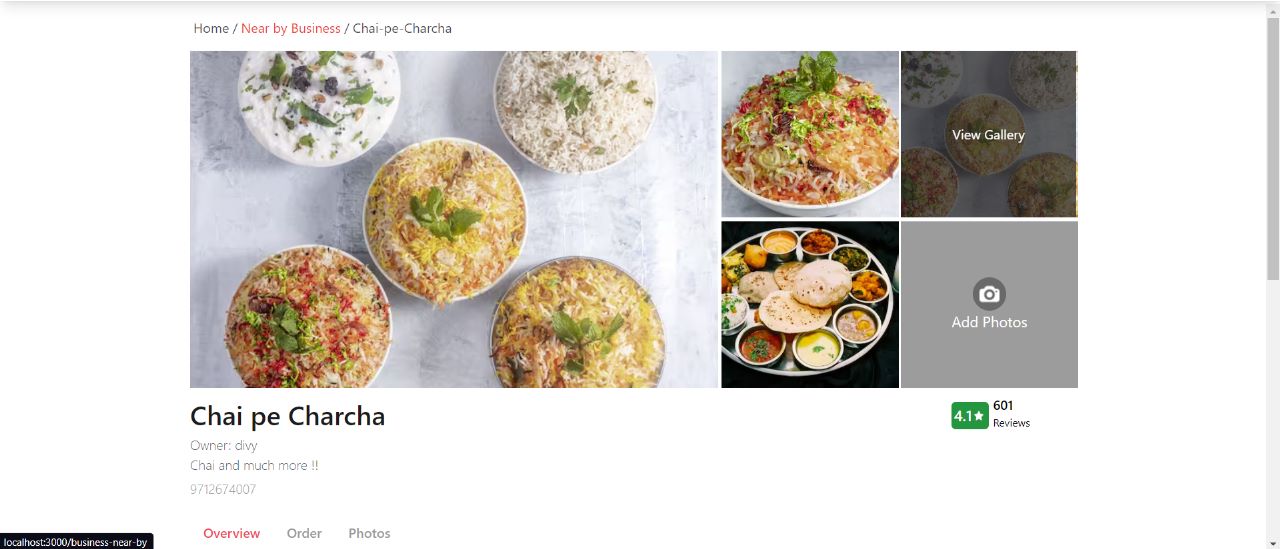 Home / Near by Business / Chai-pe-Charcha
View Gallery
Add Photos
Chai pe Charcha
4.1★
601
Reviews
Owner: divy
Chai and much more !!
9712674007
Overview Order Photos
localhost:3000/business-near-by